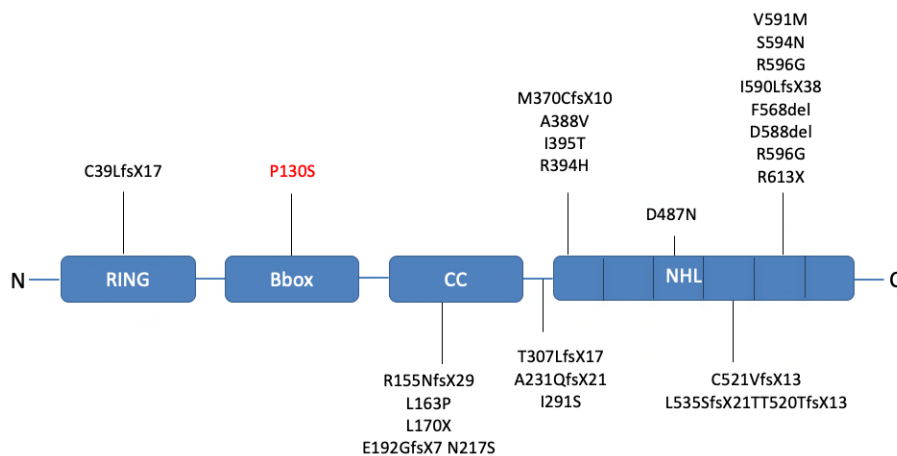 V591M
S594N
R596G
I590LfsX38
F568del
D588del
R596G
R613X
M370CfsX10
A388V
I395T
R394H
C39LfsX17
P130S
D487N
N
RING
Bbox
CC
NHL
C
T307LfsX17
A231QfsX21
I291S
R155NfsX29
L163P
L170X
E192GfsX7 N217S
C521VfsX13
L535SfsX21TT520TfsX13